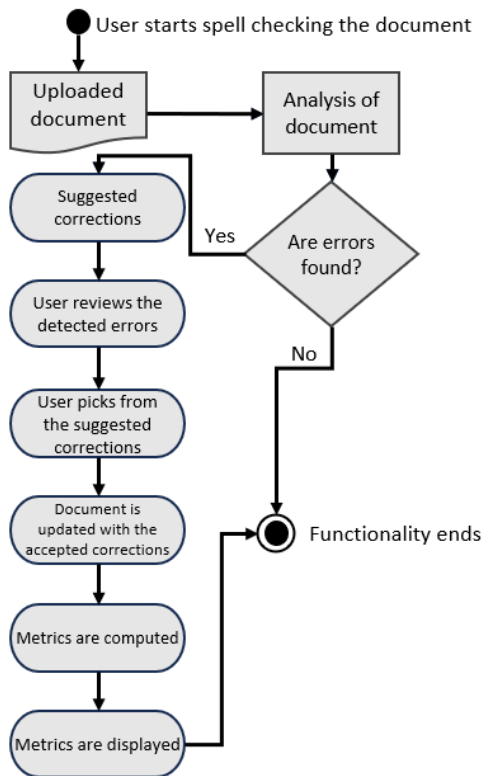 User starts spell checking the document
Uploaded
document
Analysis of
document
Are errors
found?
Yes
No
Suggested
corrections
User reviews the
detected errors
User picks from
the suggested
corrections
Document is
updated with the
accepted corrections
Metrics are computed
Metrics are displayed
Functionality ends